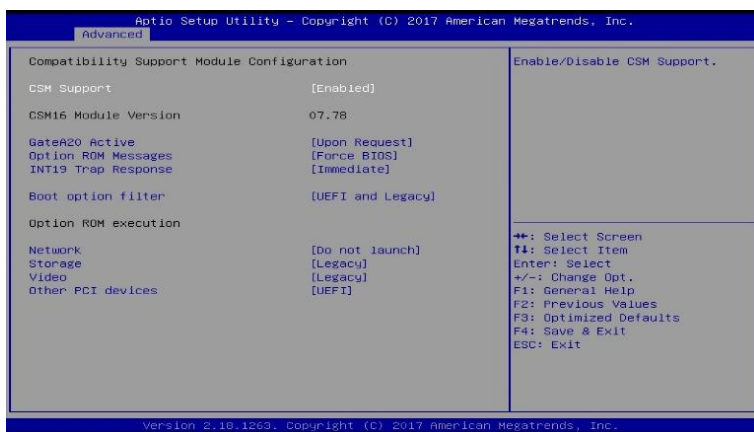 Aptio Setup Utility – Copyright (C) 2017 American Megatrends, Inc.
Advanced
Compatibility Support Module Configuration
CSM Support [Enabled]
CSM16 Module Version 07.78
GateA20 Active [Upon Request]
Option ROM Messages [Force BIOS]
INT19 Trap Response [Immediate]
Boot option filter [UEFI and Legacy]
Option ROM execution
Network [Do not launch]
Storage [Legacy]
Video [Legacy]
Other PCI devices [UEFI]
Enable/Disable CSM Support.
→←: Select Screen
↑↓: Select Item
Enter: Select
+/-: Change Opt.
F1: General Help
F2: Previous Values
F3: Optimized Defaults
F4: Save & Exit
ESC: Exit
Version 2.18.1263. Copyright (C) 2017 American Megatrends, Inc.